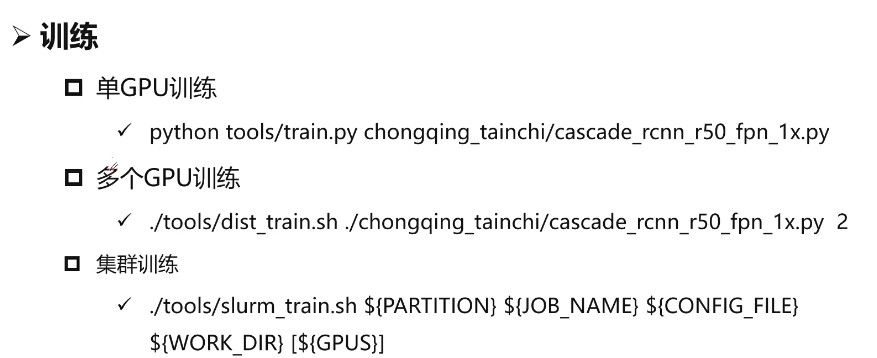 训练
单GPU训练
python tools/train.py chongqing_tainchi/cascade_rcnn_r50_fpn_1x.py
多个GPU训练
./tools/dist_train.sh ./chongqing_tainchi/cascade_rcnn_r50_fpn_1x.py 2
集群训练
./tools/slurm_train.sh ${PARTITION} ${JOB_NAME} ${CONFIG_FILE}
${WORK_DIR} [${GPUS}]